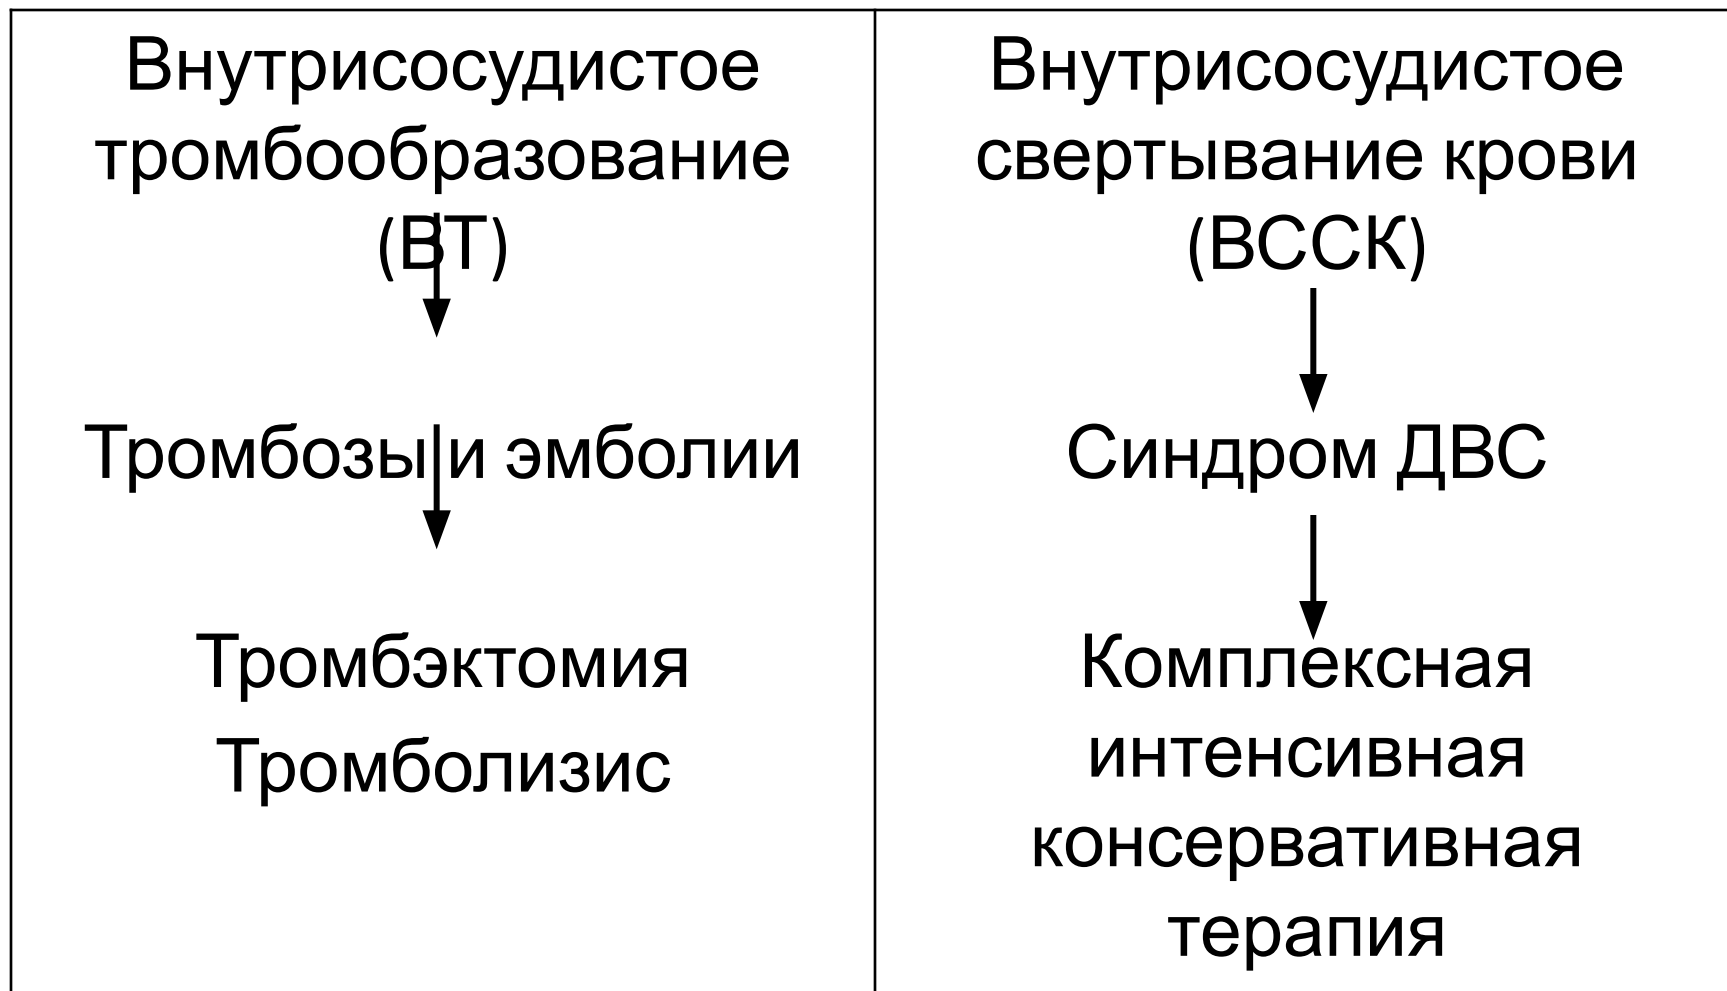 Внутрисосудистое
тромбообразование
(ВТ)
Тромбозы и эмболии
Тромбэктомия
Тромболизис
Внутрисосудистое
свертывание крови
(ВССК)
Синдром ДВС
Комплексная
интенсивная
консервативная
терапия